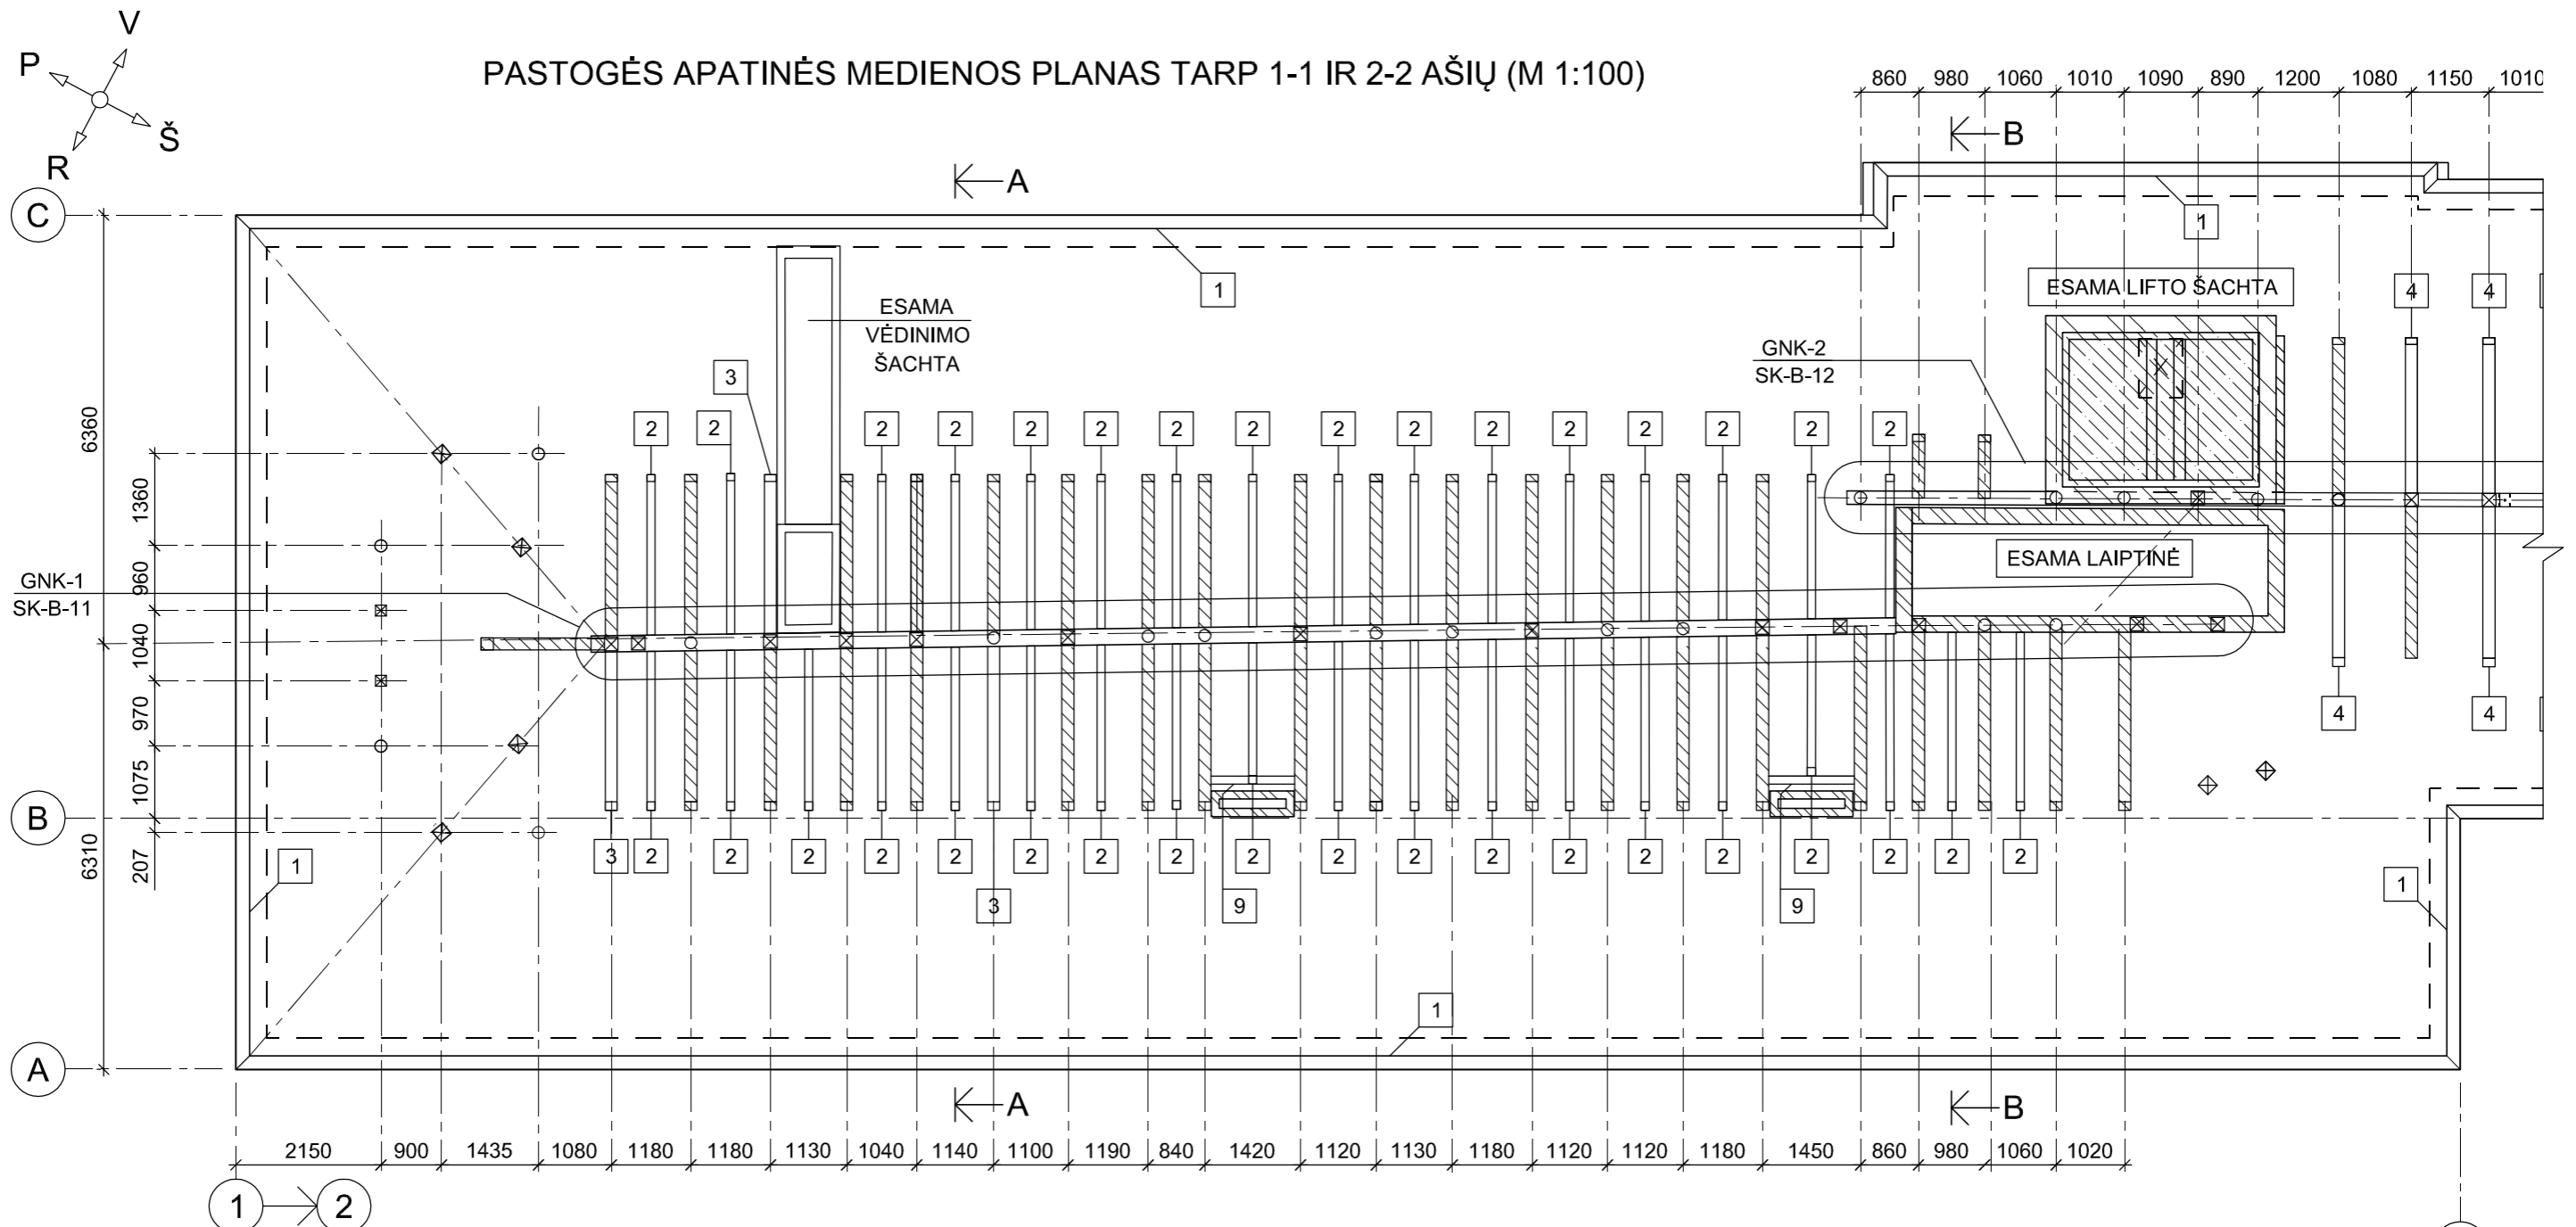 V
P
Š
R
PASTOGĖS APATINĖS MEDIENOS PLANAS TARP 1-1 IR 2-2 AŠIŲ (M 1:100)
860 980 1060 1010 1090 890 1200 1080 1150 1010
A
B
C
1
1
ESAMA LIFTO ŠACHTA
4 4
ESAMA
VĖDINIMO
ŠACHTA
GNK-2
SK-B-12
3
6360
2 2 2 2 2 2 2 2 2 2 2 2 2 2 2 2
1360
960
1040
970
1075
207
6310
GNK-1
SK-B-11
ESAMA LAIPTINĖ
4 4
B
3 2 2 2 2 2 2 2 2 2 2 2 2 2 2 2 2 2 2 2
1
3
9
9
1
1
A
A
B
2150 900 1435 1080 1180 1180 1130 1040 1140 1100 1190 840 1420 1120 1130 1180 1120 1120 1180 1450 860 980 1060 1020
1 2